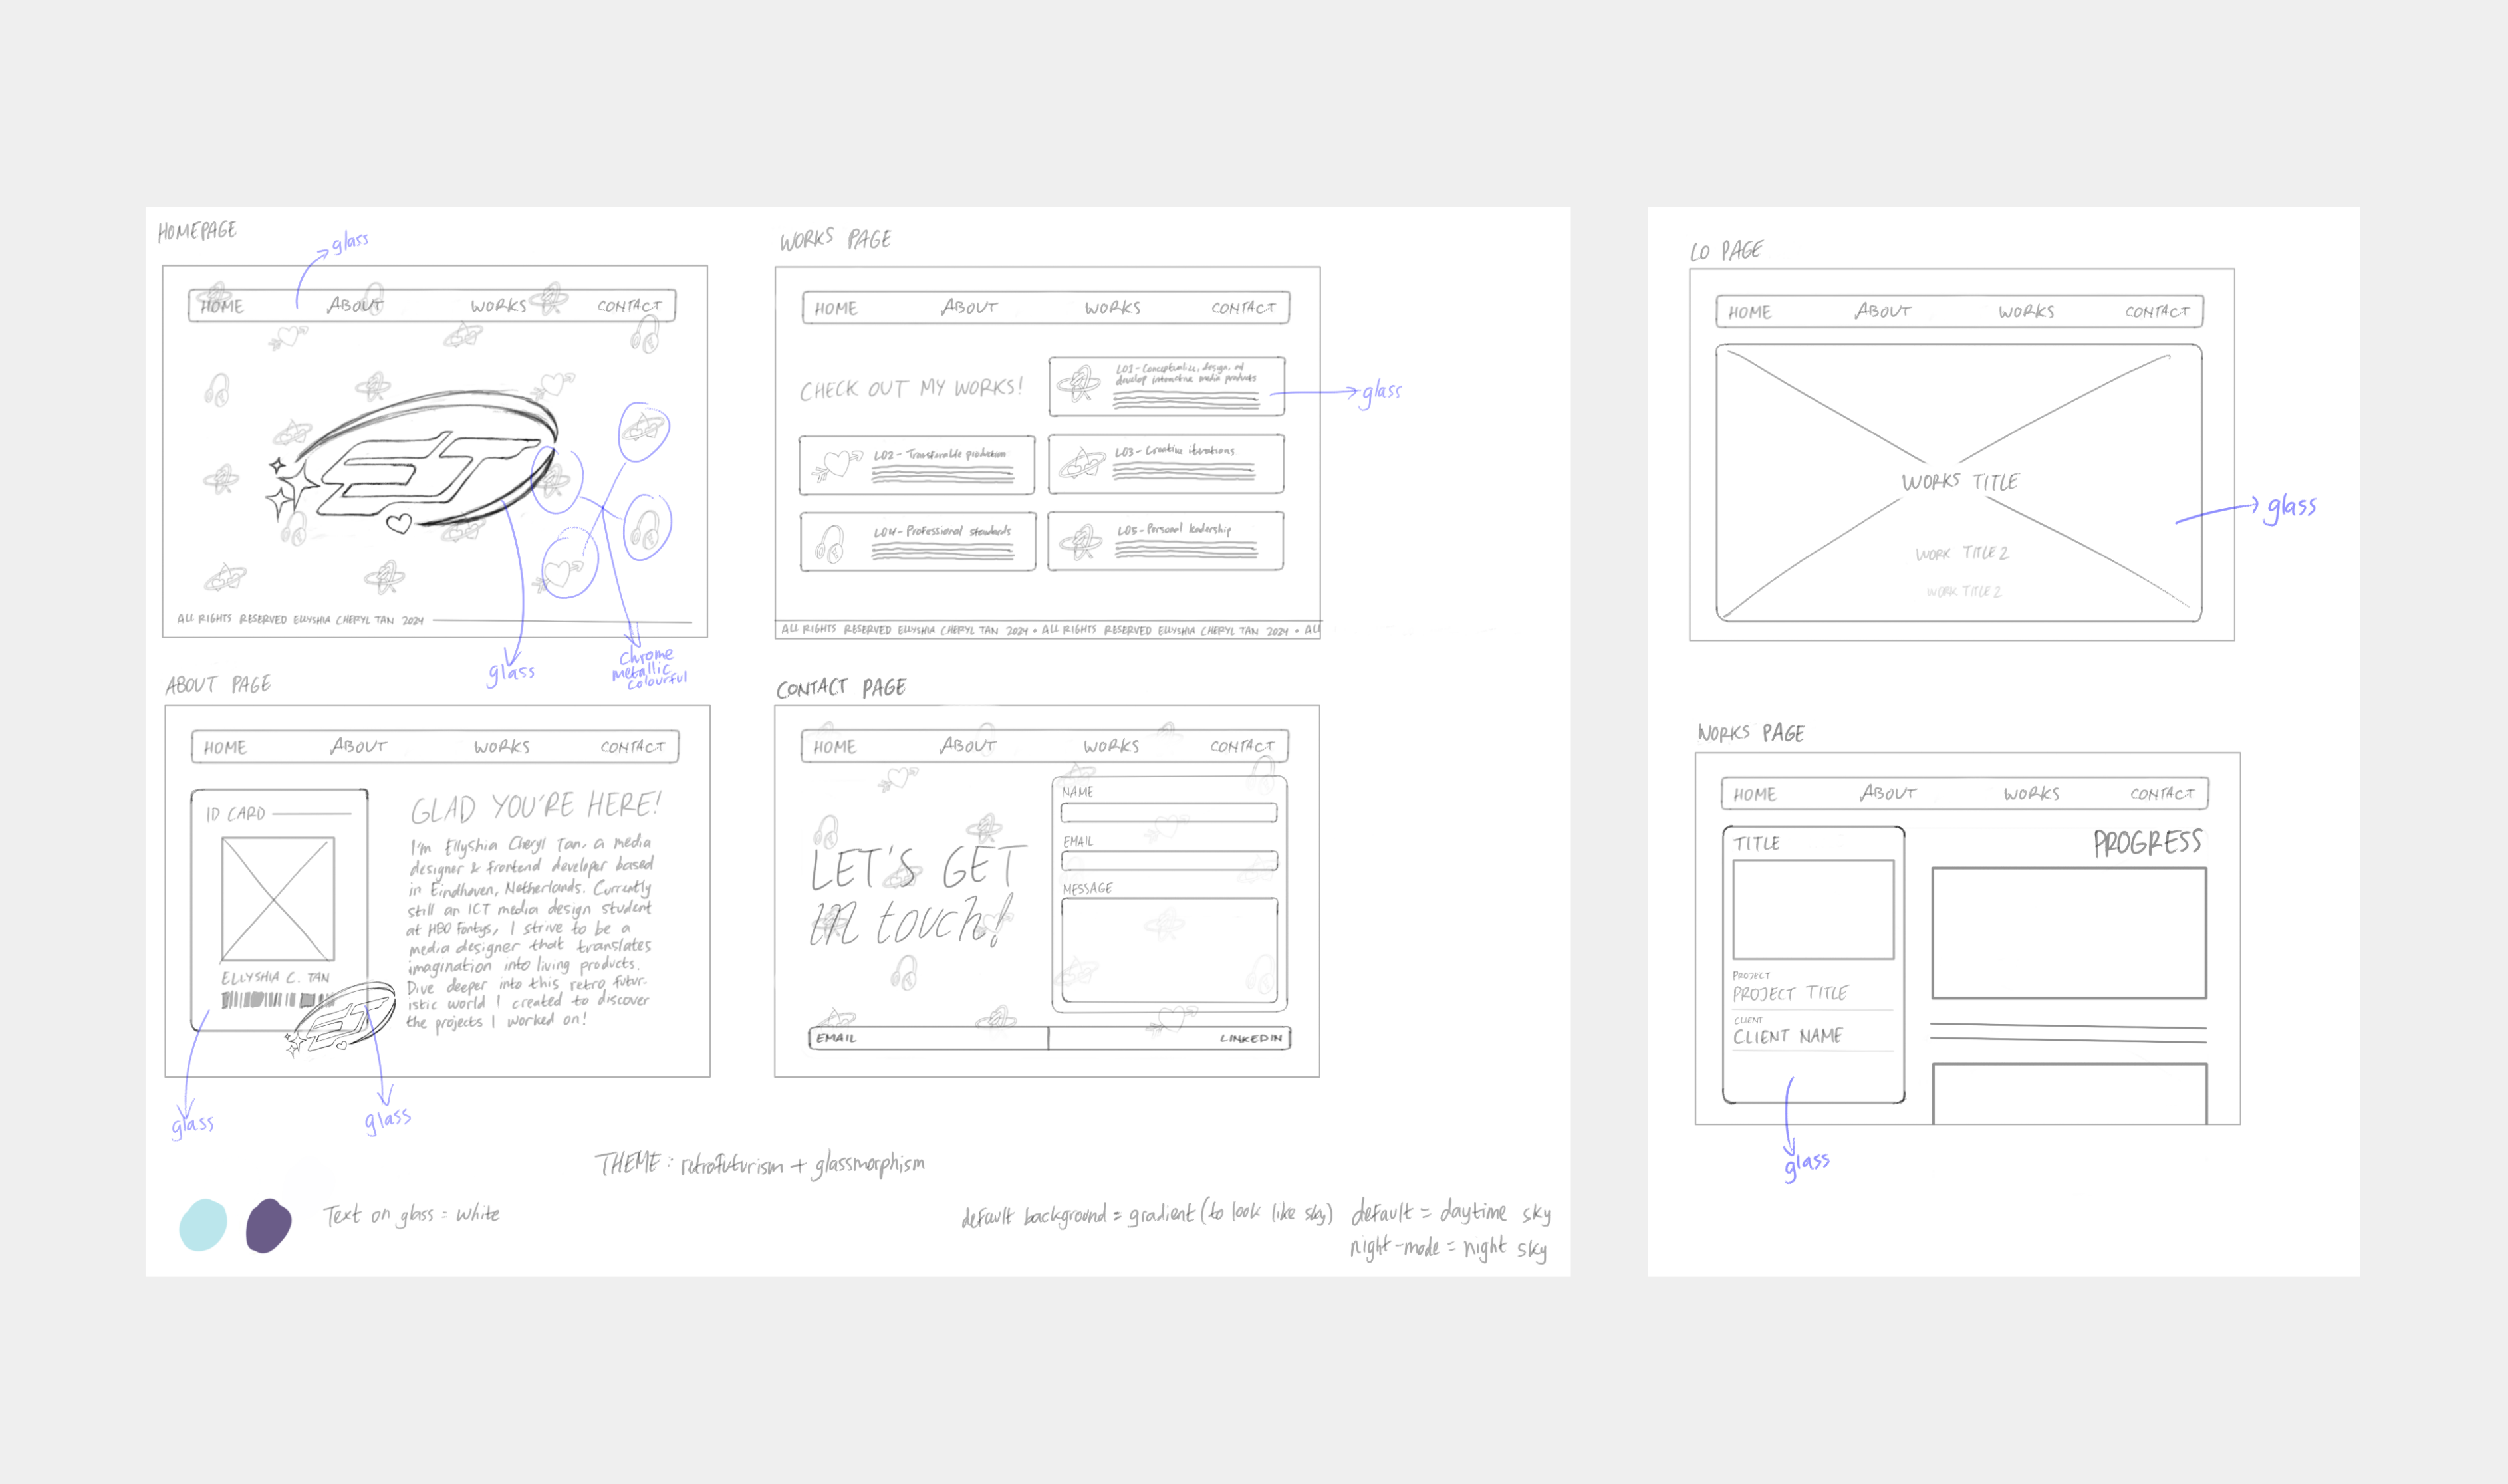 HOMEPAGE
glass
HOME ABOUT WORKS CONTACT
ET
ALL RIGHTS RESERVED ELLYSHIA CHERYL TAN 2024
glass
chrome
metallic
colourful
WORKS PAGE
HOME ABOUT WORKS CONTACT
CHECK OUT MY WORKS!
LO1 - Conceptualize, design, and
develop interactive media products
glass
LO2 - Transferable production
LO3 - Creative iterations
LO4 - Professional standards
LO5 - Personal leadership
ALL RIGHTS RESERVED ELLYSHIA CHERYL TAN 2024 • ALL RIGHTS RESERVED ELLYSHIA CHERYL TAN 2024 • ALL
ABOUT PAGE
HOME ABOUT WORKS CONTACT
ID CARD
ELLYSHIA C. TAN
ET
GLAD YOU'RE HERE!
I'm Ellyshia Cheryl Tan, a media
designer & frontend developer based
in Eindhoven, Netherlands. Currently
still an ICT media design student
at HBO Fontys, I strive to be a
media designer that translates
imagination into living products.
Dive deeper into this retro futur-
istic world I created to discover
the projects I worked on!
glass
glass
CONTACT PAGE
HOME ABOUT WORKS CONTACT
LET'S GET
in touch!
NAME
EMAIL
MESSAGE
EMAIL LINKEDIN
THEME: retrofuturism + glassmorphism
Text on glass = white
default background = gradient (to look like sky) default = daytime sky
night-mode = night sky
LO PAGE
HOME ABOUT WORKS CONTACT
WORKS TITLE
WORK TITLE 2
WORK TITLE 2
glass
WORKS PAGE
HOME ABOUT WORKS CONTACT
TITLE
PROJECT
PROJECT TITLE
CLIENT
CLIENT NAME
PROGRESS
glass